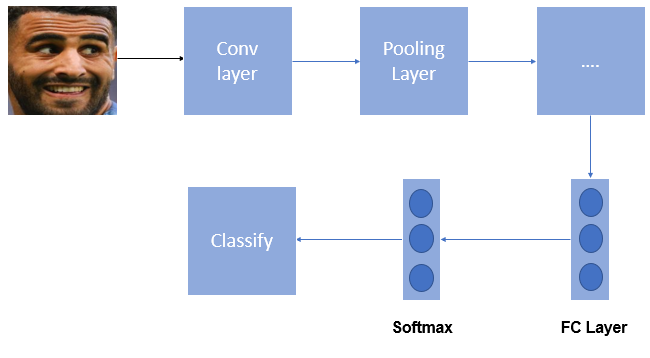 Conv
layer
Pooling
Layer
....
Classify
Softmax
FC Layer